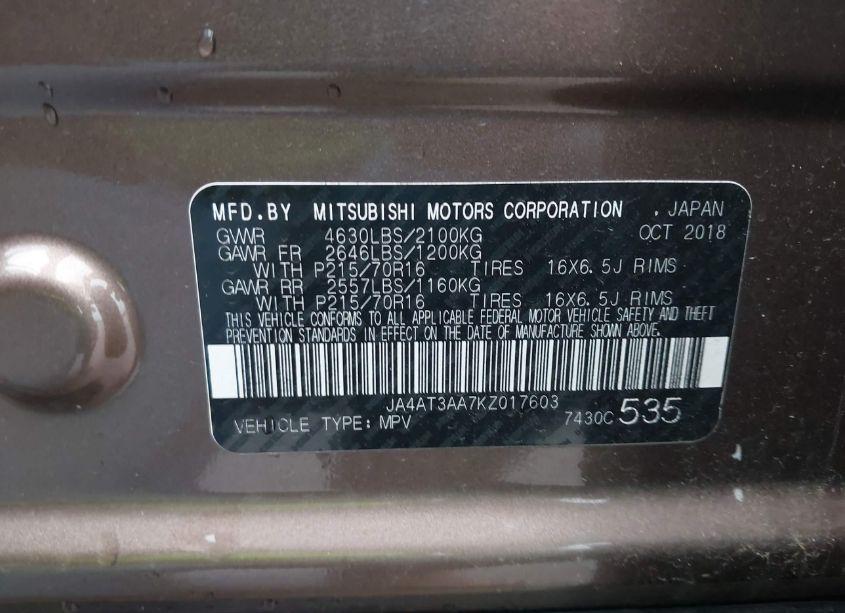 MFD.BY MITSUBISHI MOTORS CORPORATION . JAPAN
GVWR 4630LBS/2100KG OCT 2018
GAWR FR 2646LBS/1200KG
WITH P215/70R16 TIRES 16X6.5J RIMS
GAWR RR 2557LBS/1160KG
WITH P215/70R16 TIRES 16X6.5J RIMS
THIS VEHICLE CONFORMS TO ALL APPLICABLE FEDERAL MOTOR VEHICLE SAFETY AND THEFT
PREVENTION STANDARDS IN EFFECT ON THE DATE OF MANUFACTURE SHOWN ABOVE.
JA4AT3AA7KZ017603
VEHICLE TYPE: MPV 7430C 535